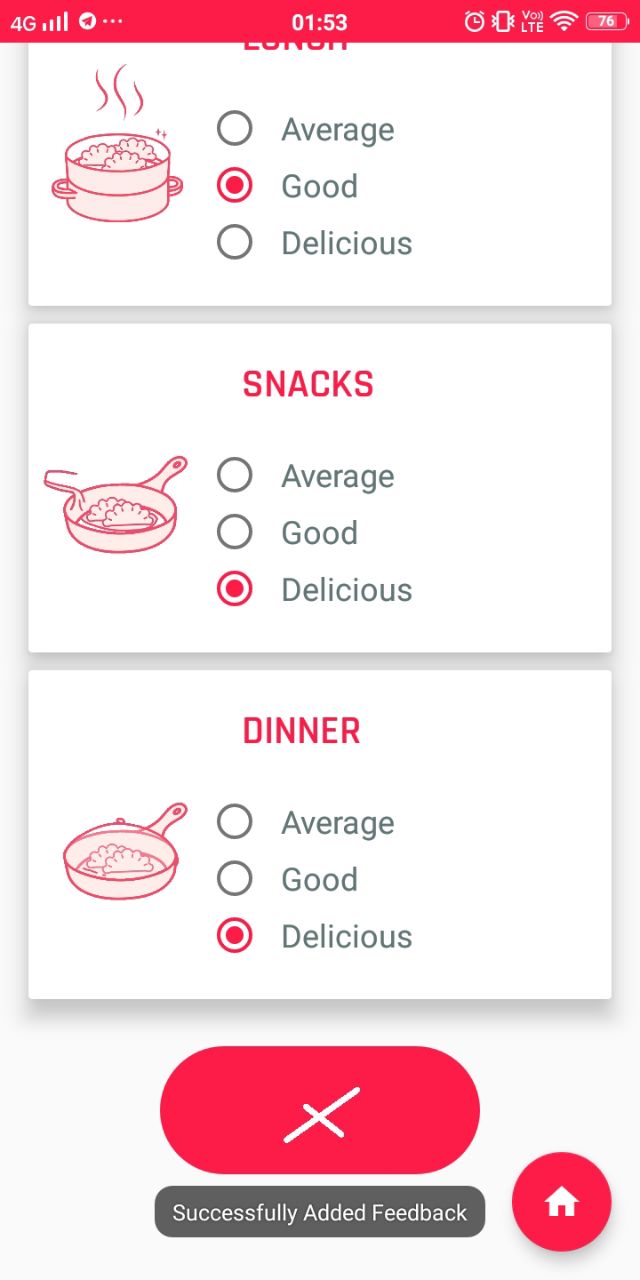 4G 01:53 Vo)) LTE 76
LUNCH
Average
Good
Delicious
SNACKS
Average
Good
Delicious
DINNER
Average
Good
Delicious
Successfully Added Feedback